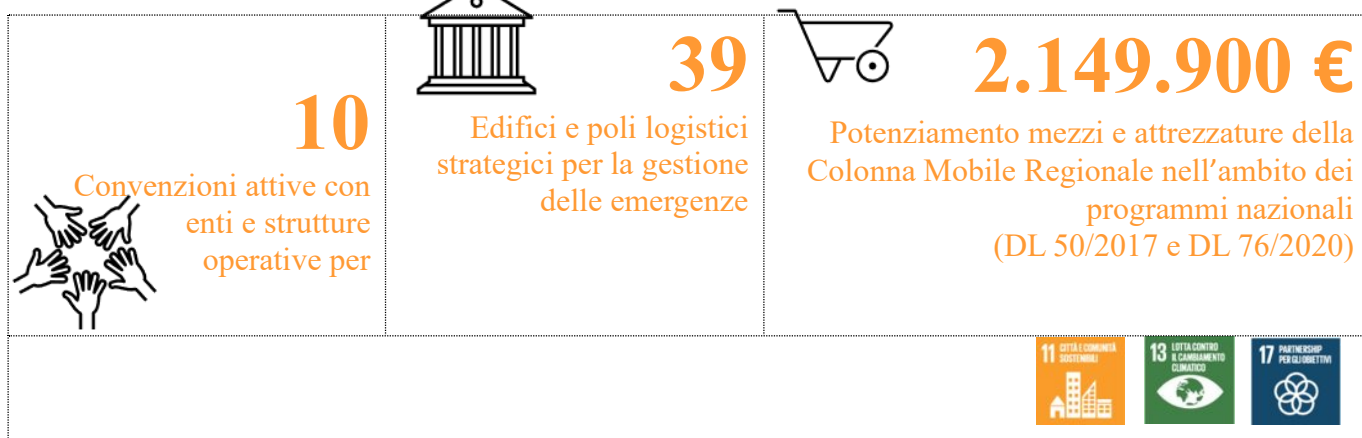 10
Convenzioni attive con
enti e strutture
operative per
39
Edifici e poli logistici
strategici per la gestione
delle emergenze
2.149.900 €
Potenziamento mezzi e attrezzature della
Colonna Mobile Regionale nell’ambito dei
programmi nazionali
(DL 50/2017 e DL 76/2020)
11 CITTÀ E COMUNITÀ
SOSTENIBILI
13 LOTTA CONTRO
IL CAMBIAMENTO
CLIMATICO
17 PARTNERSHIP
PER GLI OBIETTIVI